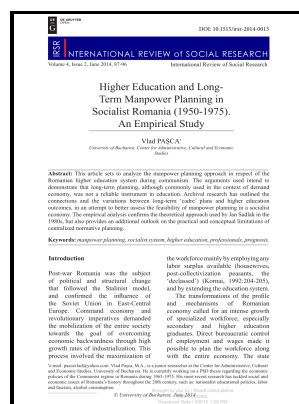 DE GRUYTER
OPEN
G
DOI: 10.1515/irsr-2014-0013
IRSR
INTERNATIONAL REVIEW of SOCIAL RESEARCH
Volume 4, Issue 2, June 2014, 87-96
International Review of Social Research
Higher Education and Long-
Term Manpower Planning in
Socialist Romania (1950-1975).
An Empirical Study
Vlad PAȘCA•
University of Bucharest, Center for Administrative, Cultural and Economic
Studies
Abstract: This article sets to analyze the manpower planning approach in respect of the
Romanian higher education system during communism. The arguments used intend to
demonstrate that long-term planning, although commonly used in the context of demand
economy, was not a reliable instrument in education. Archival research has outlined the
connections and the variations between long-term ‘cadre’ plans and higher education
outcomes, in an attempt to better assess the feasibility of manpower planning in a socialist
economy. The empirical analysis confirms the theoretical approach used by Jan Sadlak in the
1980s, but also provides an additional outlook on the practical and conceptual limitations of
centralized normative planning.
Keywords: manpower planning, socialist system, higher education, professionals, prognosis.
Introduction
Post-war Romania was the subject
of political and structural change
that followed the Stalinist model,
and confirmed the influence of
the Soviet Union in East-Central
Europe. Command economy and
revolutionary imperatives demanded
the mobilization of the entire society
towards the goal of overcoming
economic backwardness through high
growth rates of industrialization. This
process involved the maximization of
the workforce mainly by employing any
labor surplus available (housewives,
post-collectivization peasants, the
‘declassed’) (Kornai, 1992:204-205),
and by extending the education system.
The transformations of the profile
and mechanisms of Romanian
economy called for an intense growth
of specialized workforce, especially
secondary and higher education
graduates. Direct bureaucratic control
of employment and wages made it
possible to plan the workforce along
with the entire economy. The state
© University of Bucharest, June 2014